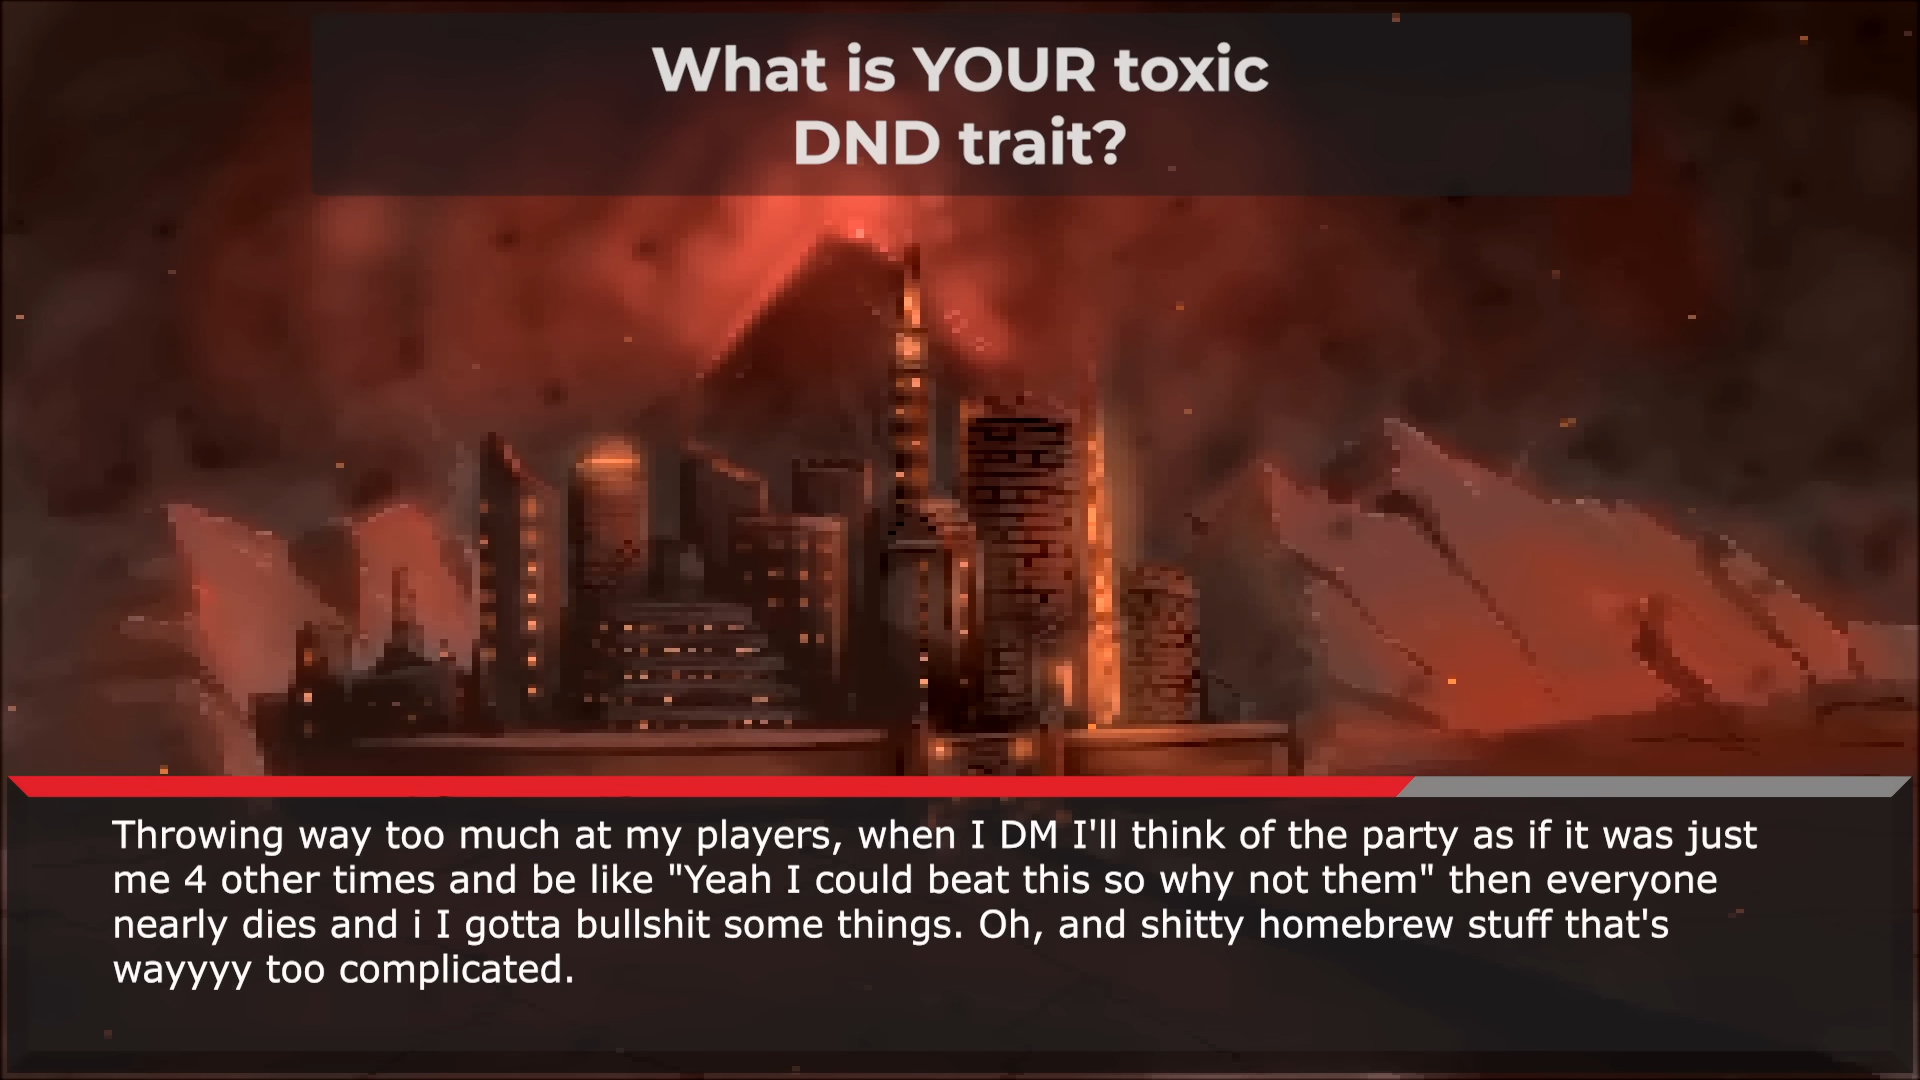 What is YOUR toxic
DND trait?
Throwing way too much at my players, when I DM I'll think of the party as if it was just
me 4 other times and be like "Yeah I could beat this so why not them" then everyone
nearly dies and i I gotta bullshit some things. Oh, and shitty homebrew stuff that's
wayyyy too complicated.